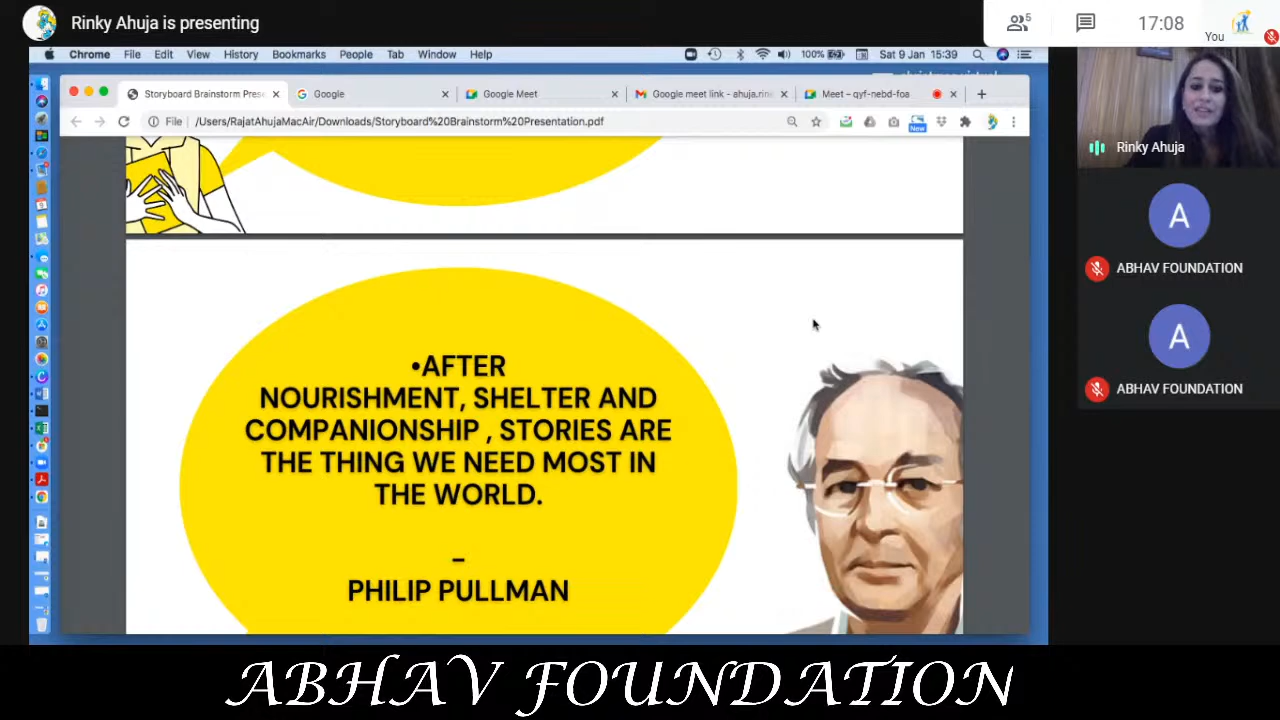 Rinky Ahuja is presenting
5
17:08
You
Chrome File Edit View History Bookmarks People Tab Window Help
100% Sat 9 Jan 15:39
Storyboard Brainstorm Prese
Google
Google Meet
Google meet link - ahuja.rin
Meet - qyf-nebd-foa
File /Users/RajatAhujaMacAir/Downloads/Storyboard%20Brainstorm%20Presentation.pdf
New
Rinky Ahuja
A
ABHAV FOUNDATION
A
ABHAV FOUNDATION
•AFTER
NOURISHMENT, SHELTER AND
COMPANIONSHIP , STORIES ARE
THE THING WE NEED MOST IN
THE WORLD.
–
PHILIP PULLMAN
ABHAV FOUNDATION